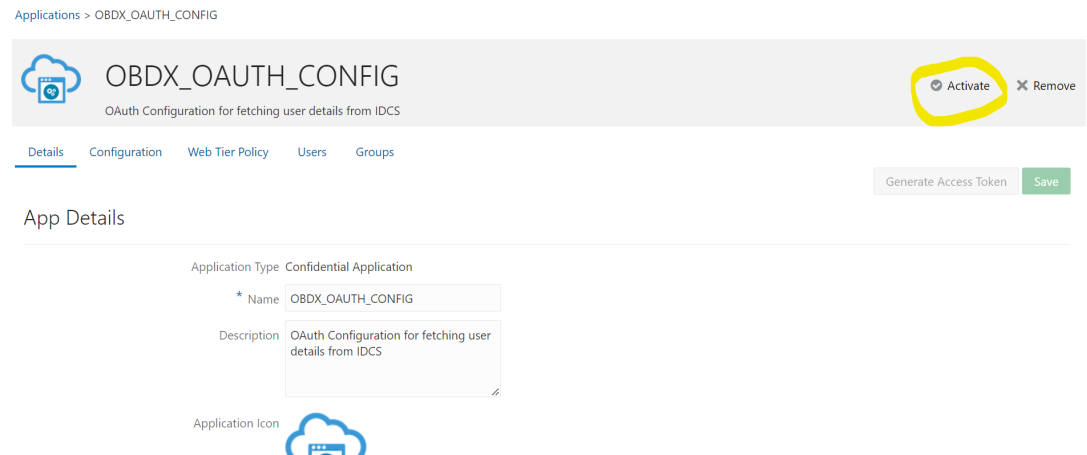 Applications > OBDX_OAUTH_CONFIG
OBDX_OAUTH_CONFIG
Activate
Remove
OAuth Configuration for fetching user details from IDCS
Details Configuration Web Tier Policy Users Groups
Generate Access Token Save
App Details
Application Type Confidential Application
* Name OBDX_OAUTH_CONFIG
Description OAuth Configuration for fetching user
details from IDCS
Application Icon